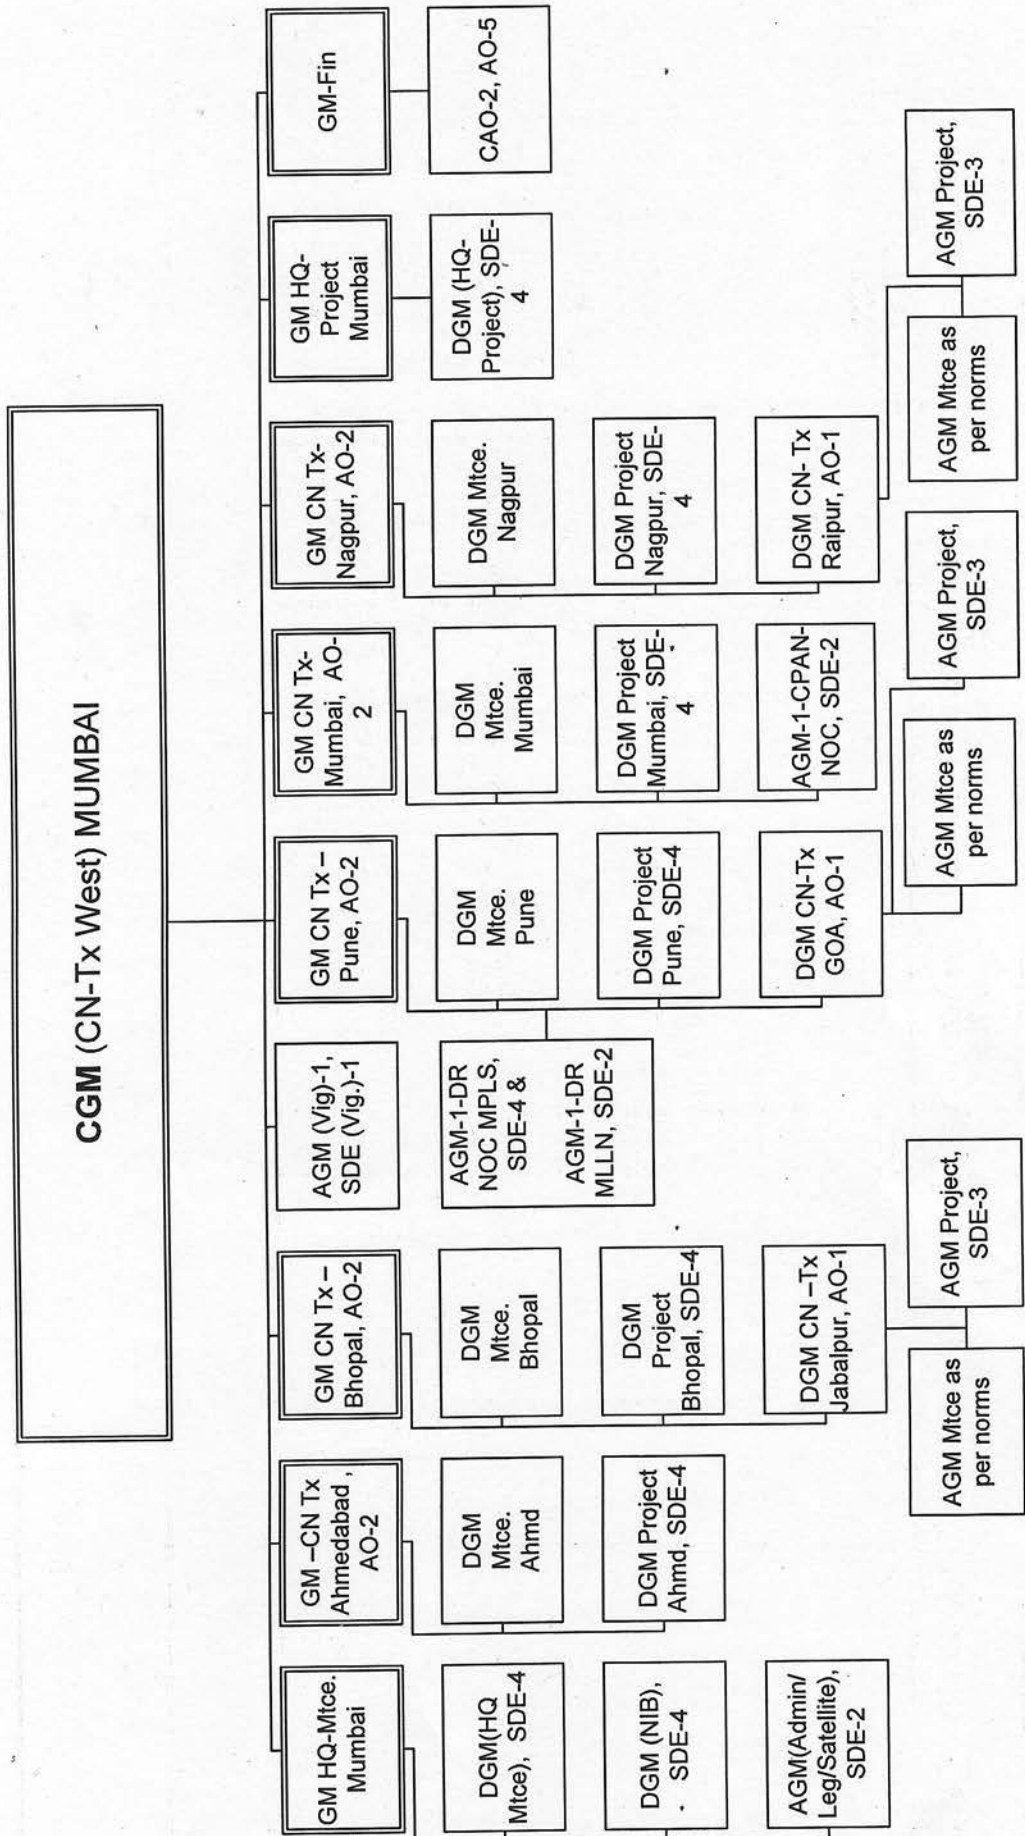 CGM (CN-Tx West) MUMBAI
GM HQ-Mtce.
Mumbai
GM –CN Tx
Ahmedabad ,
AO-2
GM CN Tx –
Bhopal, AO-2
AGM (Vig)-1,
SDE (Vig.)-1
GM CN Tx –
Pune, AO-2
GM CN Tx-
Mumbai, AO-
2
GM CN Tx-
Nagpur, AO-2
GM HQ-
Project
Mumbai
GM-Fin
DGM(HQ
Mtce), SDE-4
DGM
Mtce.
Ahmd
DGM
Mtce.
Bhopal
AGM-1-DR
NOC MPLS,
SDE-4 &
AGM-1-DR
MLLN, SDE-2
DGM
Mtce.
Pune
DGM
Mtce.
Mumbai
DGM Mtce.
Nagpur
DGM (HQ-
Project), SDE-
4
CAO-2, AO-5
DGM (NIB),
SDE-4
DGM Project
Ahmd, SDE-4
DGM
Project
Bhopal, SDE-4
DGM Project
Pune, SDE-4
DGM Project
Mumbai, SDE-
4
DGM Project
Nagpur, SDE-
4
AGM(Admin/
Leg/Satellite),
SDE-2
DGM CN –Tx
Jabalpur, AO-1
DGM CN-Tx
GOA, AO-1
AGM-1-CPAN-
NOC, SDE-2
DGM CN- Tx
Raipur, AO-1
AGM Mtce as
per norms
AGM Project,
SDE-3
AGM Mtce as
per norms
AGM Project,
SDE-3
AGM Mtce as
per norms
AGM Project,
SDE-3